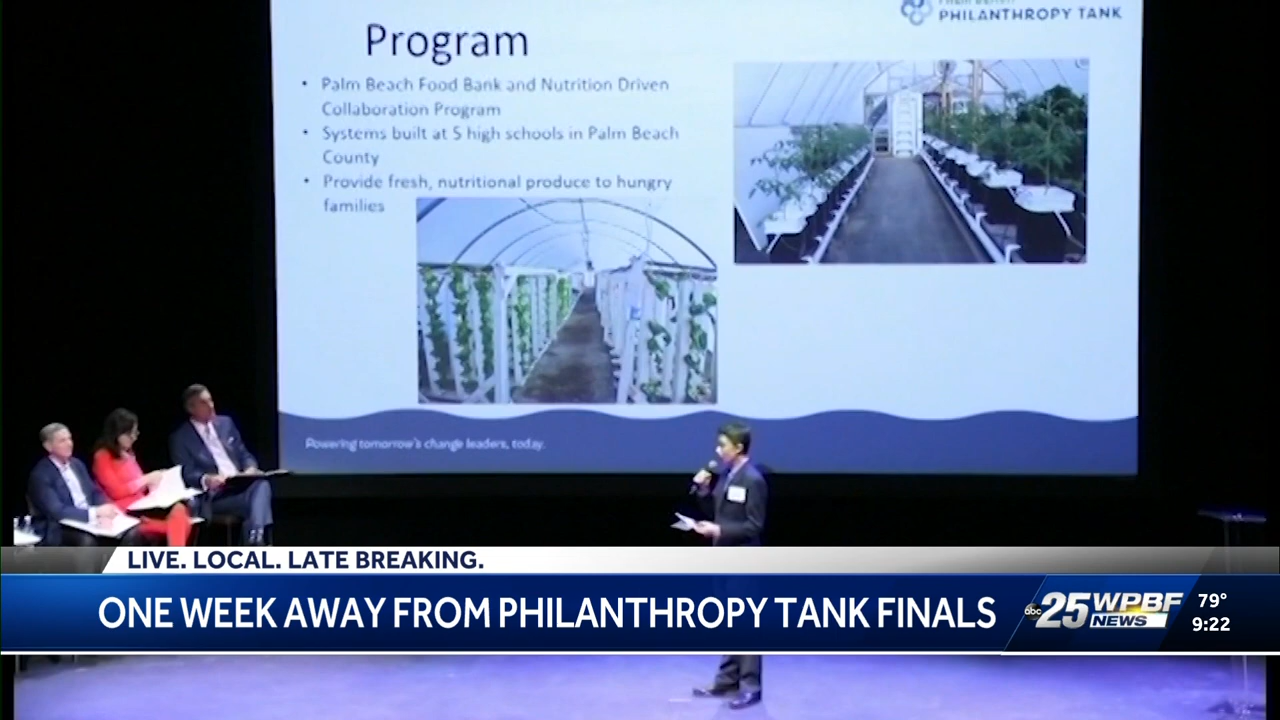 PHILANTHROPY TANK
Program
• Palm Beach Food Bank and Nutrition Driven
Collaboration Program
• Systems built at 5 high schools in Palm Beach
County
• Provide fresh, nutritional produce to hungry
families
Powering tomorrow's change leaders, today.
LIVE. LOCAL. LATE BREAKING.
ONE WEEK AWAY FROM PHILANTHROPY TANK FINALS
abc 25 WPBF
NEWS
79°
9:22